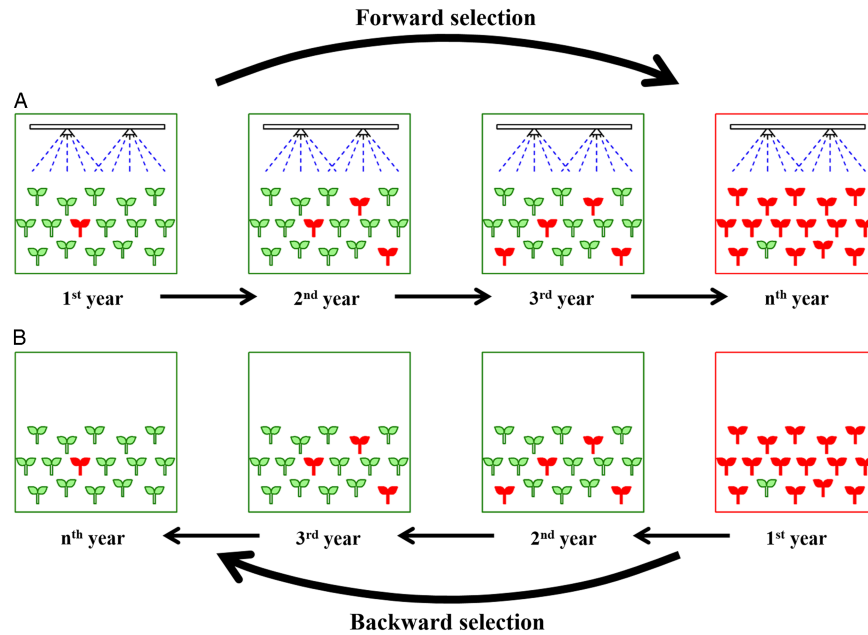 Forward selection
A
1st year
2nd year
3rd year
nth year
B
nth year
3rd year
2nd year
1st year
Backward selection